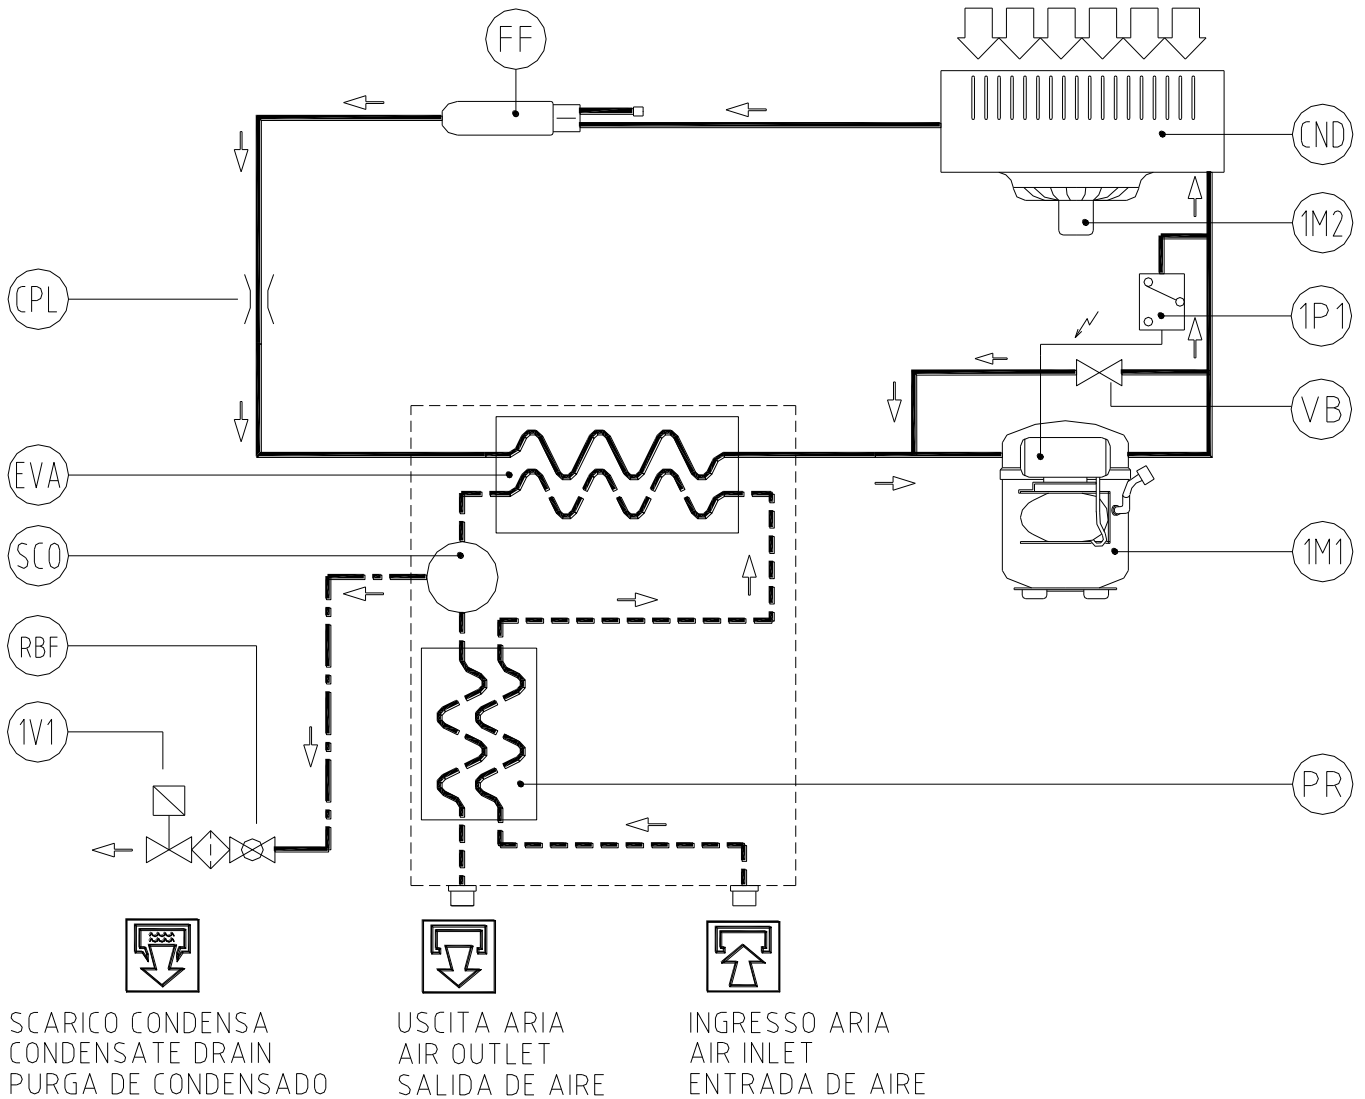 FF
CND
1M2
CPL
1P1
VB
EVA
SCO
1M1
RBF
1V1
PR
SCARICO CONDENSA
CONDENSATE DRAIN
PURGA DE CONDENSADO
USCITA ARIA
AIR OUTLET
SALIDA DE AIRE
INGRESSO ARIA
AIR INLET
ENTRADA DE AIRE